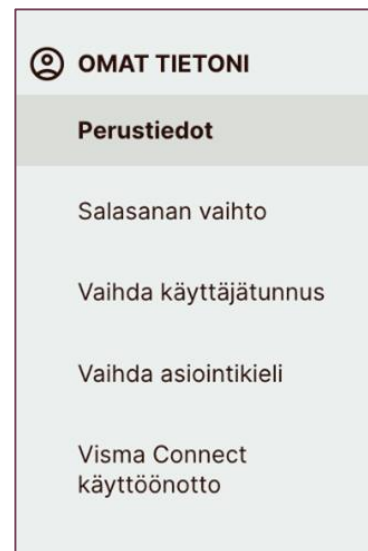 OMAT TIETONI
Perustiedot
Salasanan vaihto
Vaihda käyttäjätunnus
Vaihda asiointikieli
Visma Connect
käyttöönotto